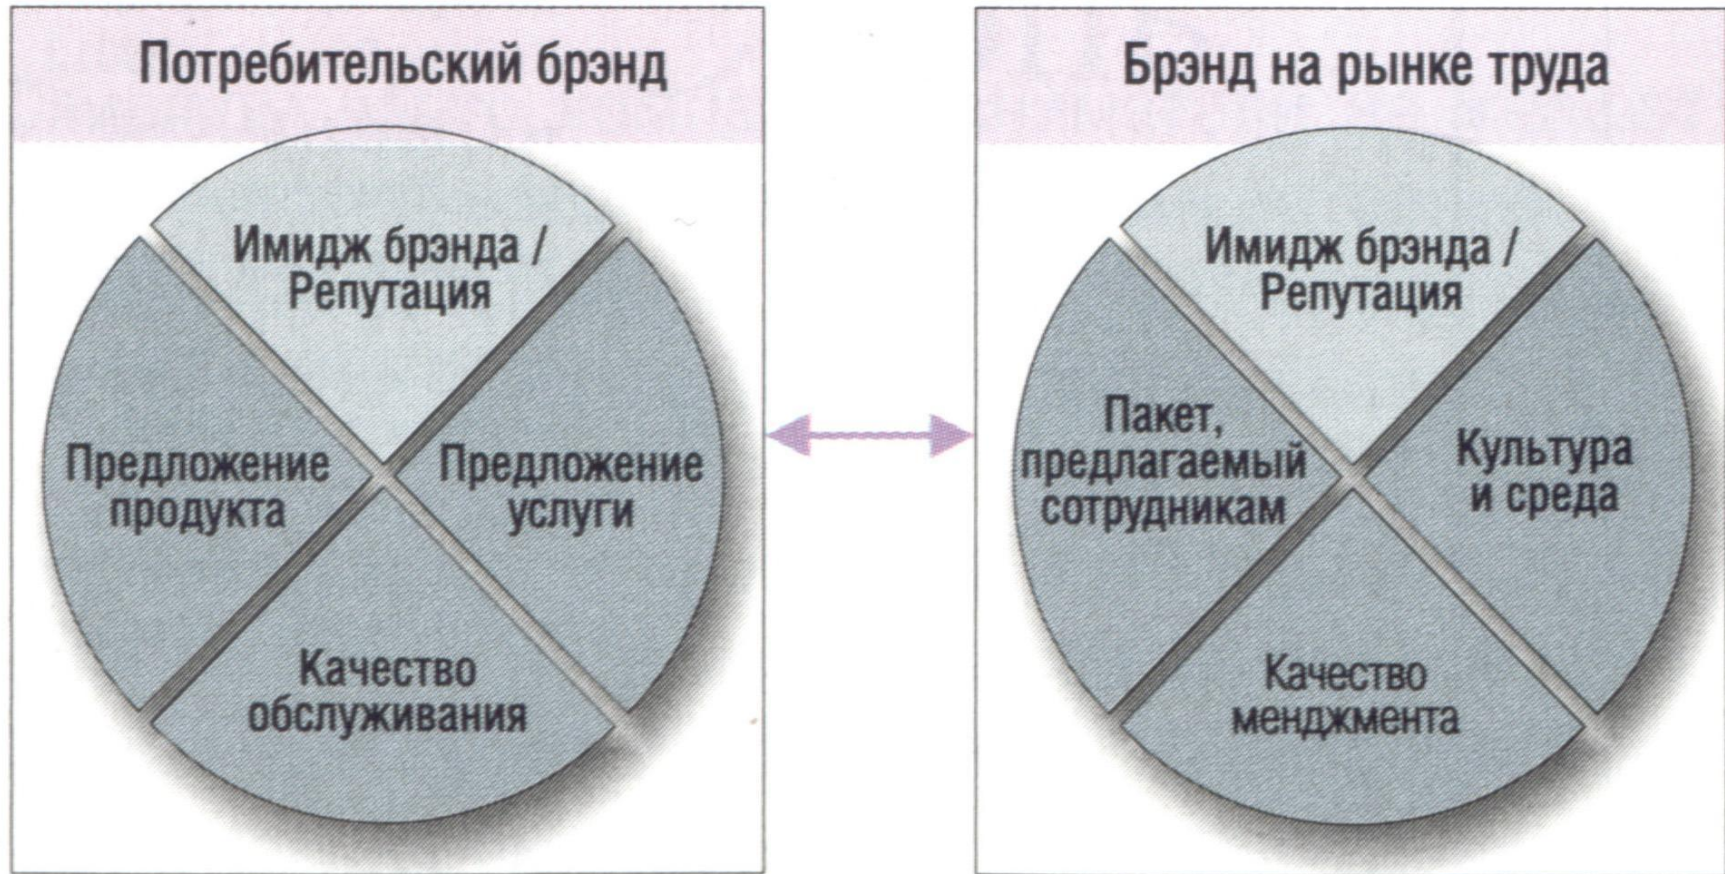 Потребительский брэнд
Имидж брэнда /
Репутация
Предложение
продукта
Предложение
услуги
Качество
обслуживания
Брэнд на рынке труда
Имидж брэнда /
Репутация
Пакет,
предлагаемый
сотрудникам
Культура
и среда
Качество
менджмента